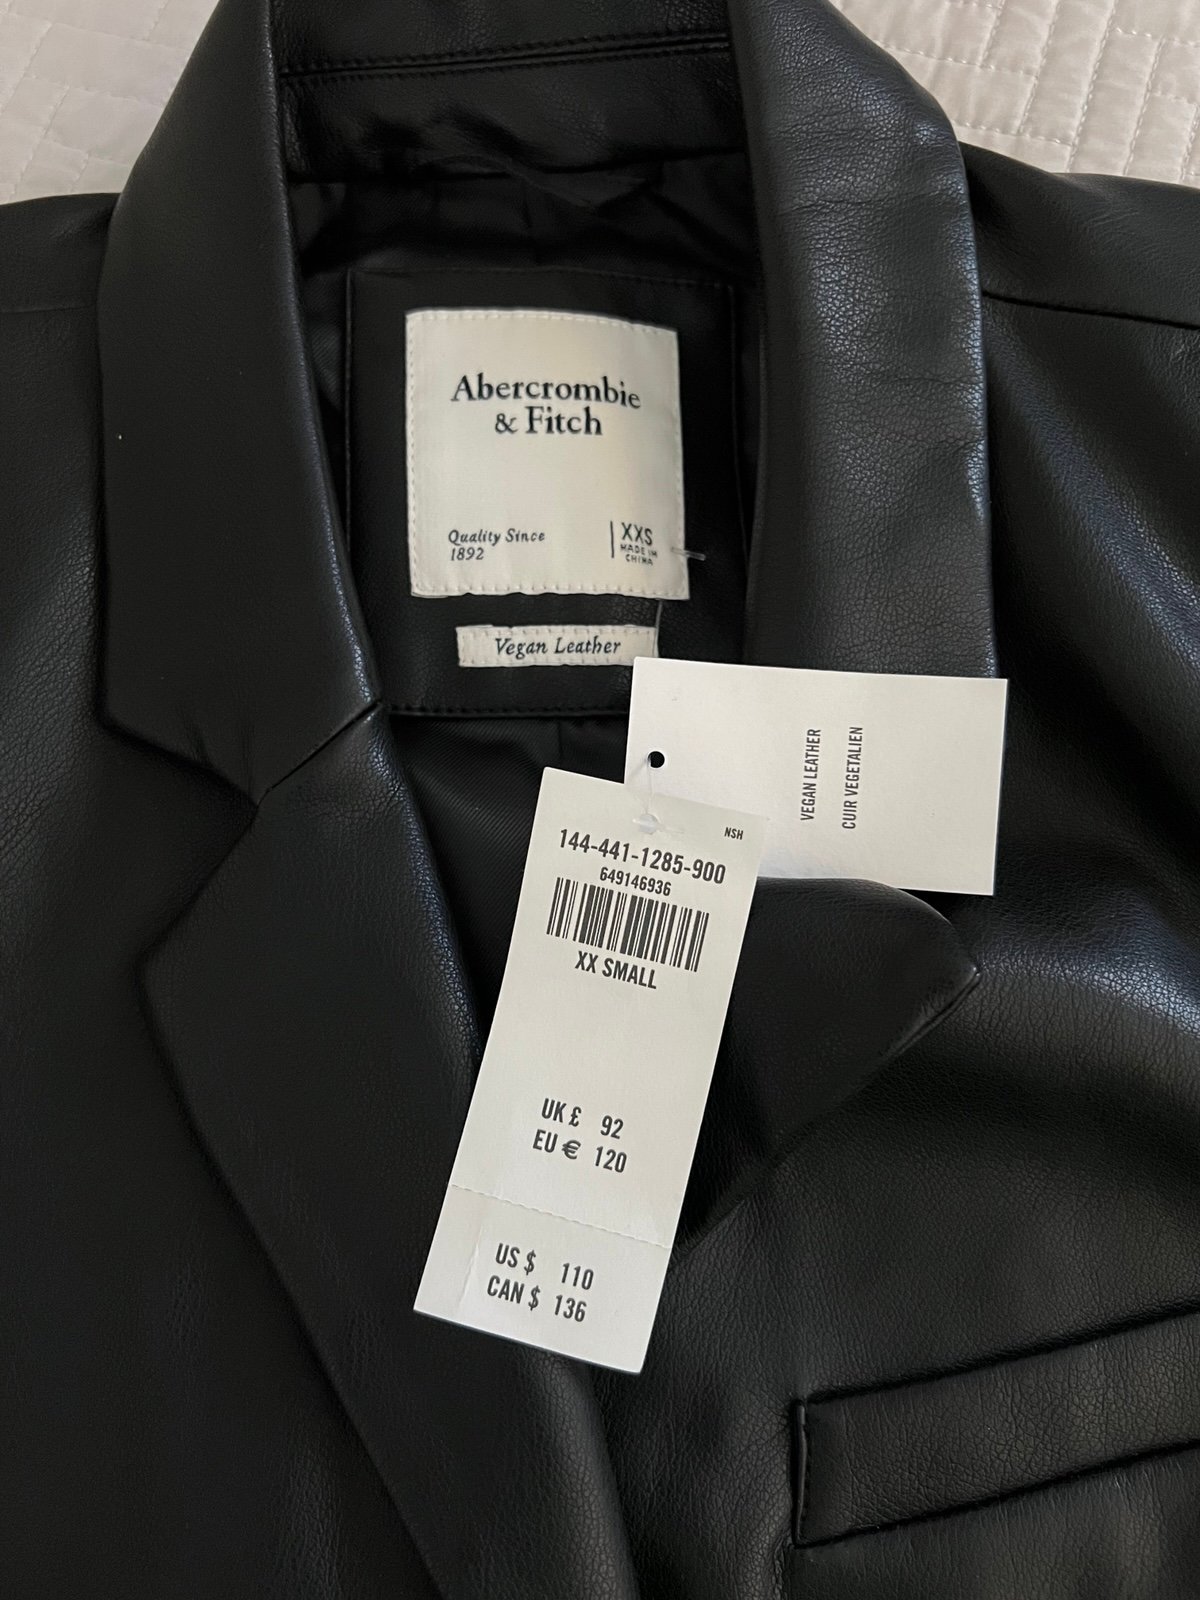 Abercrombie
& Fitch
Quality Since
1892
XXS
MADE IN
CHINA
Vegan Leather
VEGAN LEATHER
CUIR VEGETALIEN
NSH
144-441-1285-900
649146936
XX SMALL
UK £ 92
EU € 120
US $ 110
CAN $ 136